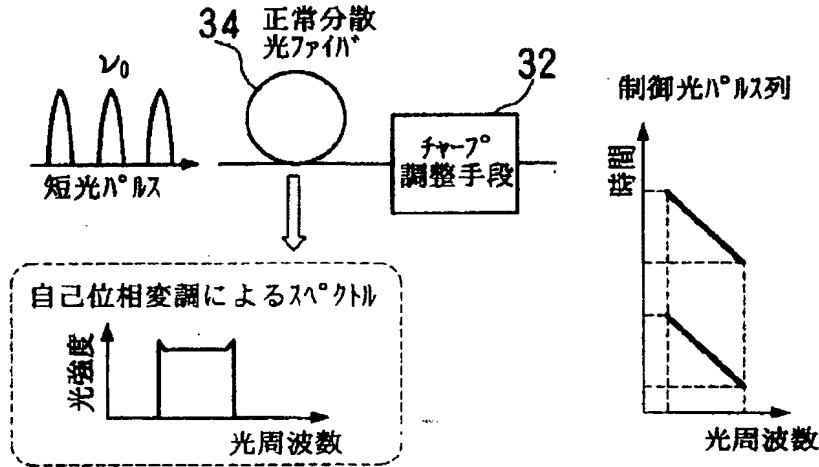 34
正常分散
光ファイバ
ν0
短光パルス
32
チャープ
調整手段
制御光パルス列
時間
光周波数
自己位相変調によるスペクトル
光強度
光周波数